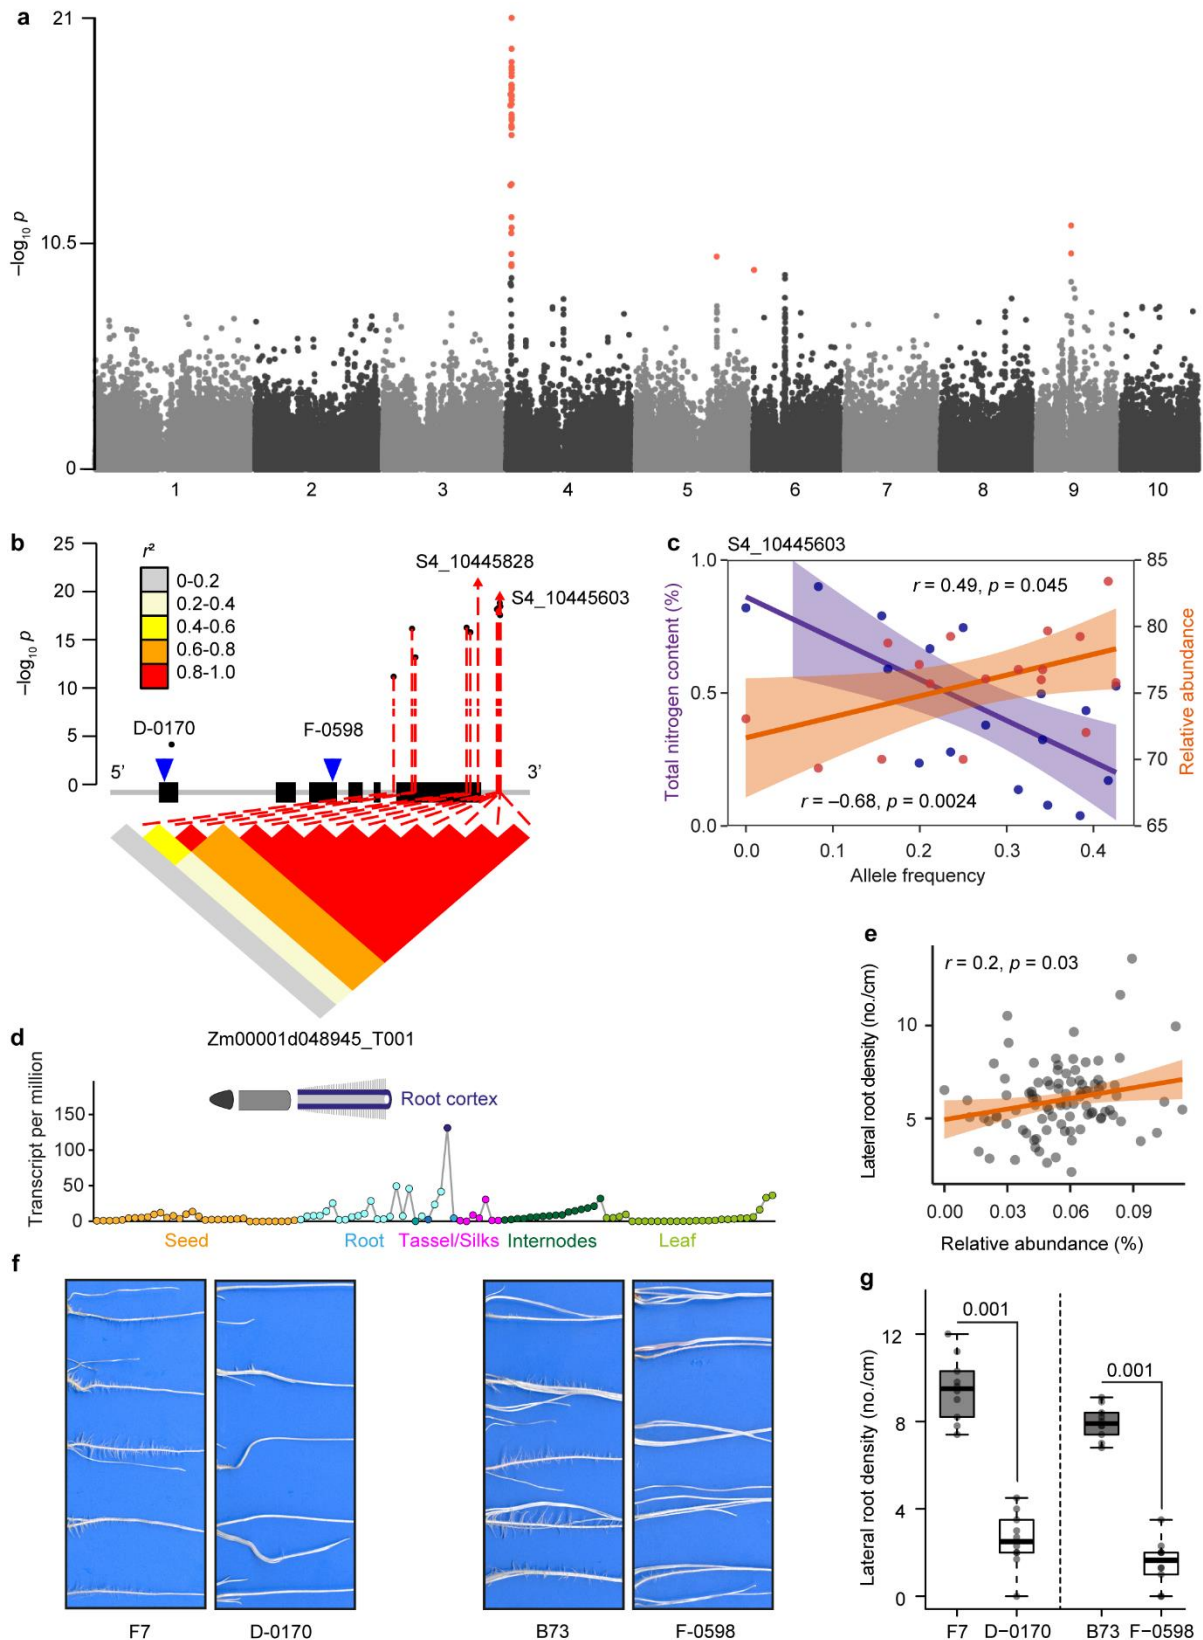 a
21
10.5
0
–log10 p
1 2 3 4 5 6 7 8 9 10
b
25
20
15
10
5
0
–log10 p
r²
0-0.2
0.2-0.4
0.4-0.6
0.6-0.8
0.8-1.0
S4_10445828
S4_10445603
D-0170
F-0598
5’
3’
c
S4_10445603
1.0
0.5
0.0
Total nitrogen content (%)
r = 0.49, p = 0.045
r = –0.68, p = 0.0024
85
80
75
70
65
Relative abundance
0.0 0.1 0.2 0.3 0.4
Allele frequency
d
Zm00001d048945_T001
Root cortex
Transcript per million
150
100
50
0
Seed Root Tassel/Silks Internodes Leaf
e
r = 0.2, p = 0.03
Lateral root density (no./cm)
10
5
0.00 0.03 0.06 0.09
Relative abundance (%)
f
F7 D-0170 B73 F-0598
g
Lateral root density (no./cm)
12
8
4
0
0.001
0.001
F7 D–0170 B73 F–0598